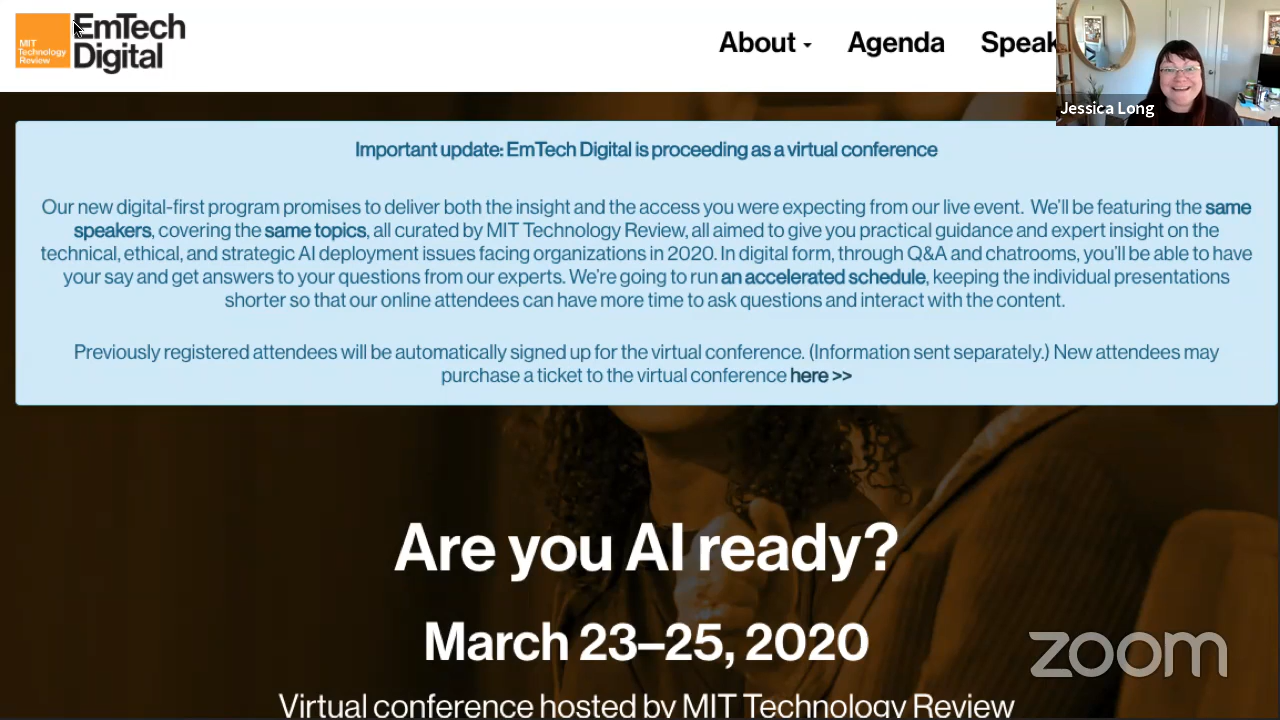 MIT
Technology
Review
EmTech
Digital
About
Agenda
Speak
Jessica Long
Important update: EmTech Digital is proceeding as a virtual conference
Our new digital-first program promises to deliver both the insight and the access you were expecting from our live event. We'll be featuring the same
speakers, covering the same topics, all curated by MIT Technology Review, all aimed to give you practical guidance and expert insight on the
technical, ethical, and strategic AI deployment issues facing organizations in 2020. In digital form, through Q&A and chatrooms, you'll be able to have
your say and get answers to your questions from our experts. We're going to run an accelerated schedule, keeping the individual presentations
shorter so that our online attendees can have more time to ask questions and interact with the content.
Previously registered attendees will be automatically signed up for the virtual conference. (Information sent separately.) New attendees may
purchase a ticket to the virtual conference here >>
Are you AI ready?
March 23–25, 2020
zoom
Virtual conference hosted by MIT Technology Review